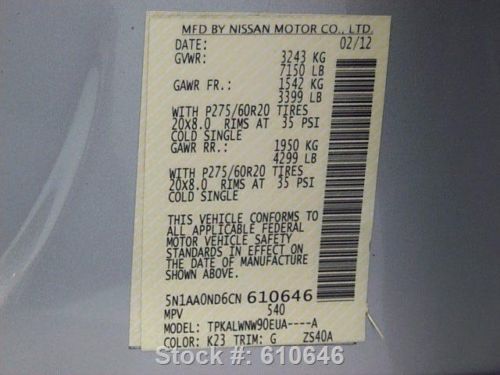 MFD BY NISSAN MOTOR CO., LTD.
DATE: 02/12
GVWR: 3243 KG
7150 LB
GAWR FR.: 1542 KG
3399 LB
WITH P275/60R20 TIRES
20X8.0 RIMS AT 35 PSI
COLD SINGLE
GAWR RR.: 1950 KG
4299 LB
WITH P275/60R20 TIRES
20X8.0 RIMS AT 35 PSI
COLD SINGLE
THIS VEHICLE CONFORMS TO
ALL APPLICABLE FEDERAL
MOTOR VEHICLE SAFETY
STANDARDS IN EFFECT ON
THE DATE OF MANUFACTURE
SHOWN ABOVE.
5N1AA0ND6CN 610646
MPV 540
MODEL: TPKALWNW90EUA----A
COLOR: K23 TRIM: G ZS40A
Stock #: 610646